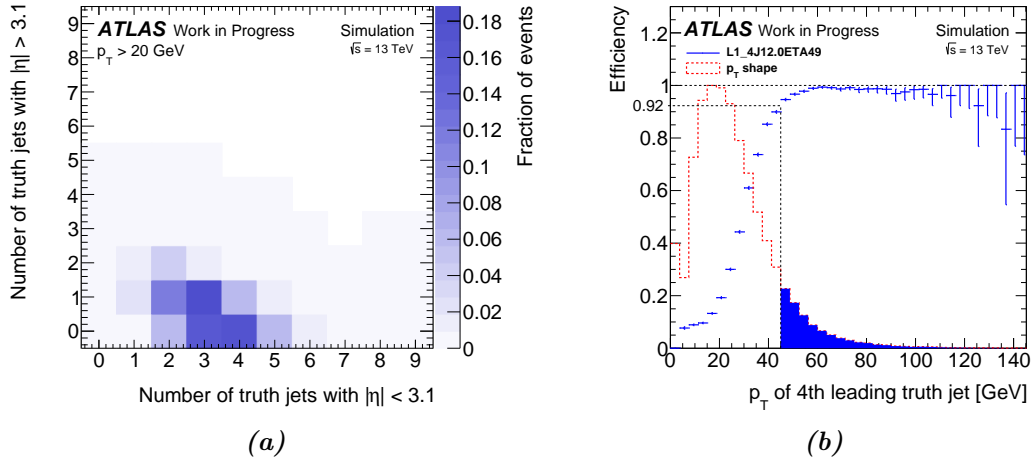 ATLAS Work in Progress
Simulation
p_T > 20 GeV
√s = 13 TeV
Number of truth jets with |η| > 3.1
9
8
7
6
5
4
3
2
1
0
0 1 2 3 4 5 6 7 8 9
Number of truth jets with |η| < 3.1
0.18
0.16
0.14
0.12
0.1
0.08
0.06
0.04
0.02
0
Fraction of events
(a)
Efficiency
ATLAS Work in Progress
Simulation
√s = 13 TeV
L1_4J12.0ETA49
p_T shape
1.2
1
0.92
0.8
0.6
0.4
0.2
0
0 20 40 60 80 100 120 140
p_T of 4th leading truth jet [GeV]
(b)